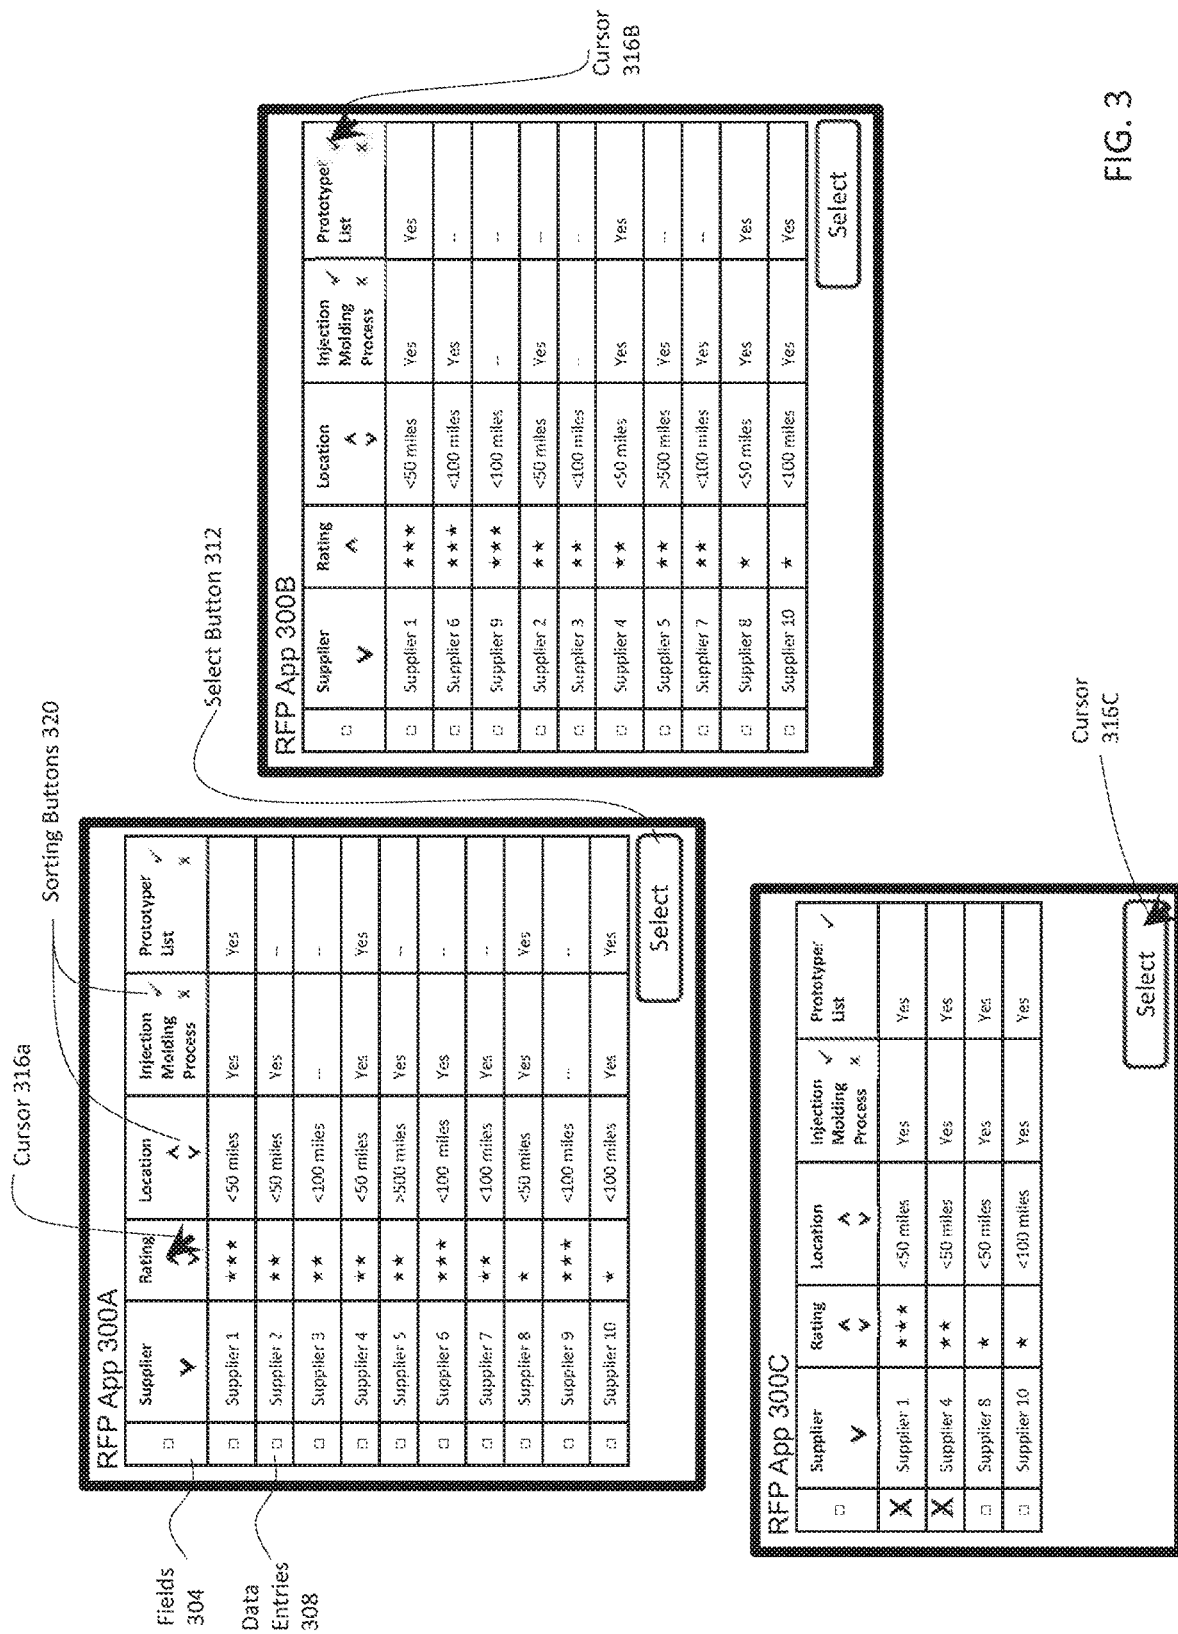 Cursor 316a
Sorting Buttons 320
Select Button 312
Fields
304
Data
Entries
308
RFP App 300A
Supplier Rating Location Injection Molding Process Prototyper List
Supplier 1 *** <50 miles Yes Yes
Supplier 2 ** <50 miles Yes --
Supplier 3 ** <100 miles -- --
Supplier 4 ** <50 miles Yes Yes
Supplier 5 ** >500 miles Yes --
Supplier 6 *** <100 miles Yes --
Supplier 7 ** <100 miles Yes --
Supplier 8 * <50 miles Yes Yes
Supplier 9 *** <100 miles -- --
Supplier 10 * <100 miles Yes Yes
Select
RFP App 300B
Supplier Rating Location Injection Molding Process Prototyper List
Supplier 1 *** <50 miles Yes Yes
Supplier 6 *** <100 miles Yes --
Supplier 9 *** <100 miles -- --
Supplier 2 ** <50 miles Yes --
Supplier 3 ** <100 miles -- --
Supplier 4 ** <50 miles Yes Yes
Supplier 5 ** >500 miles Yes --
Supplier 7 ** <100 miles Yes --
Supplier 8 * <50 miles Yes Yes
Supplier 10 * <100 miles Yes Yes
Select
Cursor
316B
RFP App 300C
Supplier Rating Location Injection Molding Process Prototyper List
X Supplier 1 *** <50 miles Yes Yes
X Supplier 4 ** <50 miles Yes Yes
Supplier 8 * <50 miles Yes Yes
Supplier 10 * <100 miles Yes Yes
Select
Cursor
316C
FIG. 3